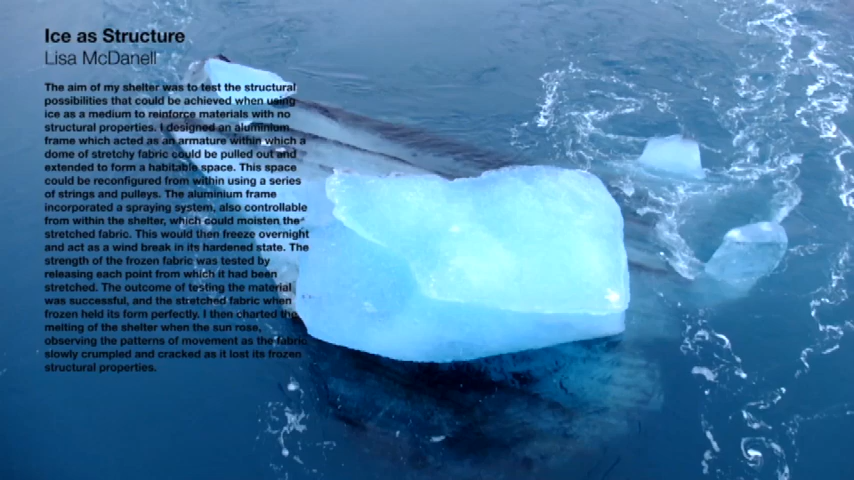 Ice as Structure
Lisa McDanell
The aim of my shelter was to test the structural
possibilities that could be achieved when using
ice as a medium to reinforce materials with no
structural properties. I designed an aluminium
frame which acted as an armature within which a
dome of stretchy fabric could be pulled out and
extended to form a habitable space. This space
could be reconfigured from within using a series
of strings and pulleys. The aluminium frame
incorporated a spraying system, also controllable
from within the shelter, which could moisten the
stretched fabric. This would then freeze overnight
and act as a wind break in its hardened state. The
strength of the frozen fabric was tested by
releasing each point from which it had been
stretched. The outcome of testing the material
was successful, and the stretched fabric when
frozen held its form perfectly. I then charted the
melting of the shelter when the sun rose,
observing the patterns of movement as the fabric
slowly crumpled and cracked as it lost its frozen
structural properties.